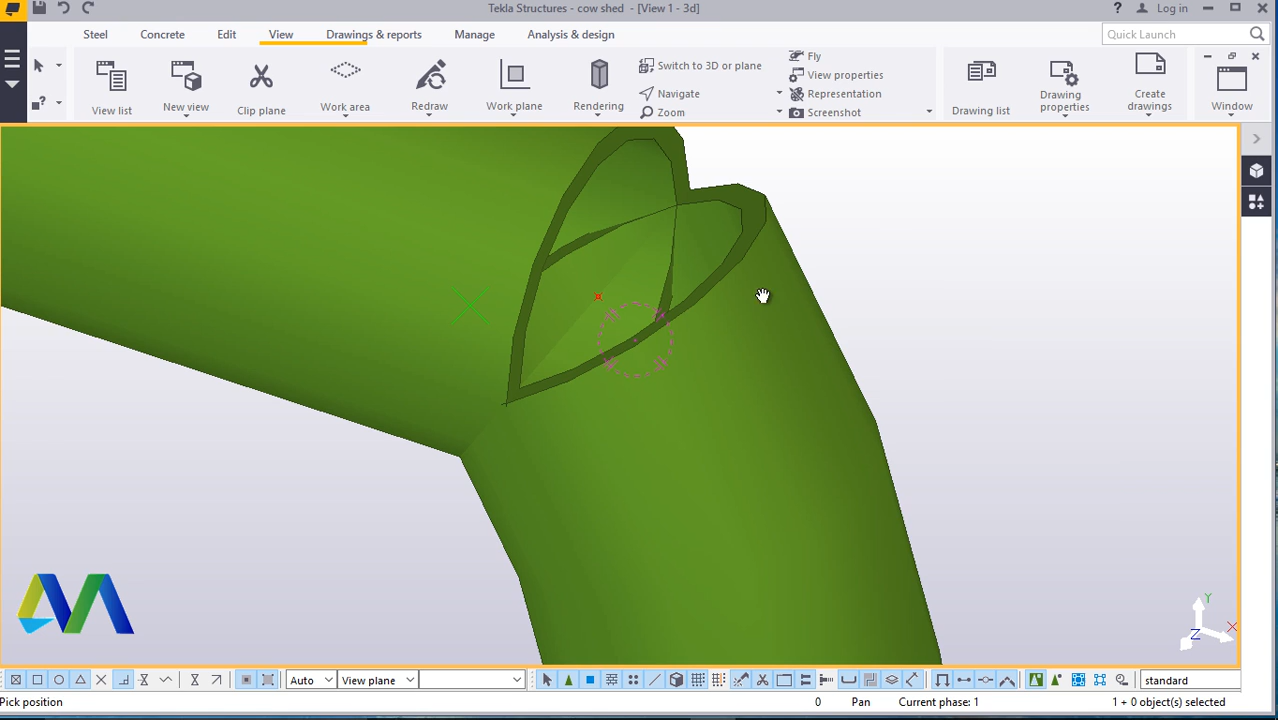 Tekla Structures - cow shed - [View 1 - 3d]
? Log in
Steel Concrete Edit View Drawings & reports Manage Analysis & design Quick Launch
View list
New view
Clip plane
Work area
Redraw
Work plane
Rendering
Switch to 3D or plane
Navigate
Zoom
Fly
View properties
Representation
Screenshot
Drawing list
Drawing properties
Create drawings
Window
Y
X
Z
Auto View plane standard
Pick position 0 Pan Current phase: 1 1 + 0 object(s) selected